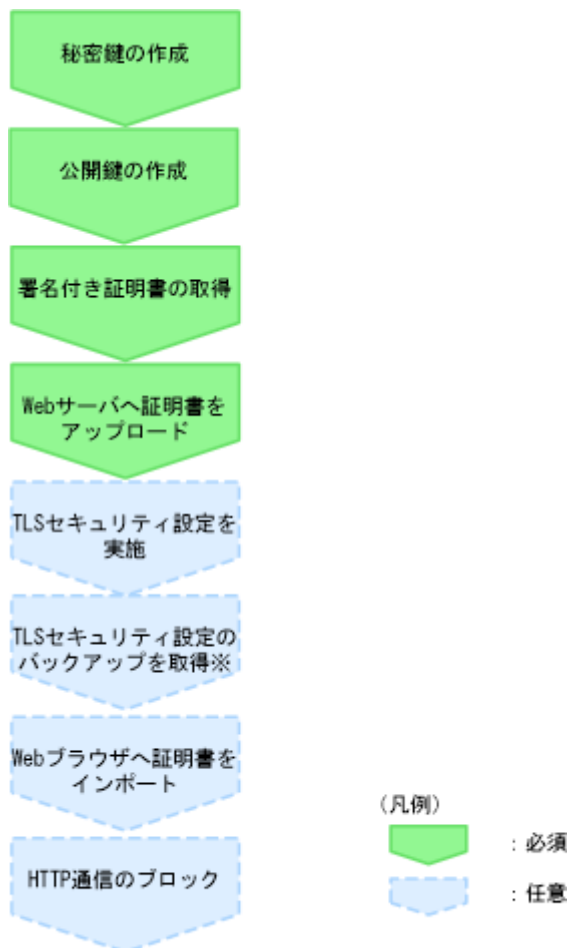 秘密鍵の作成
公開鍵の作成
署名付き証明書の取得
Webサーバへ証明書を
アップロード
TLSセキュリティ設定を
実施
TLSセキュリティ設定の
バックアップを取得※
Webブラウザへ証明書を
インポート
HTTP通信のブロック
(凡例)
：必須
：任意